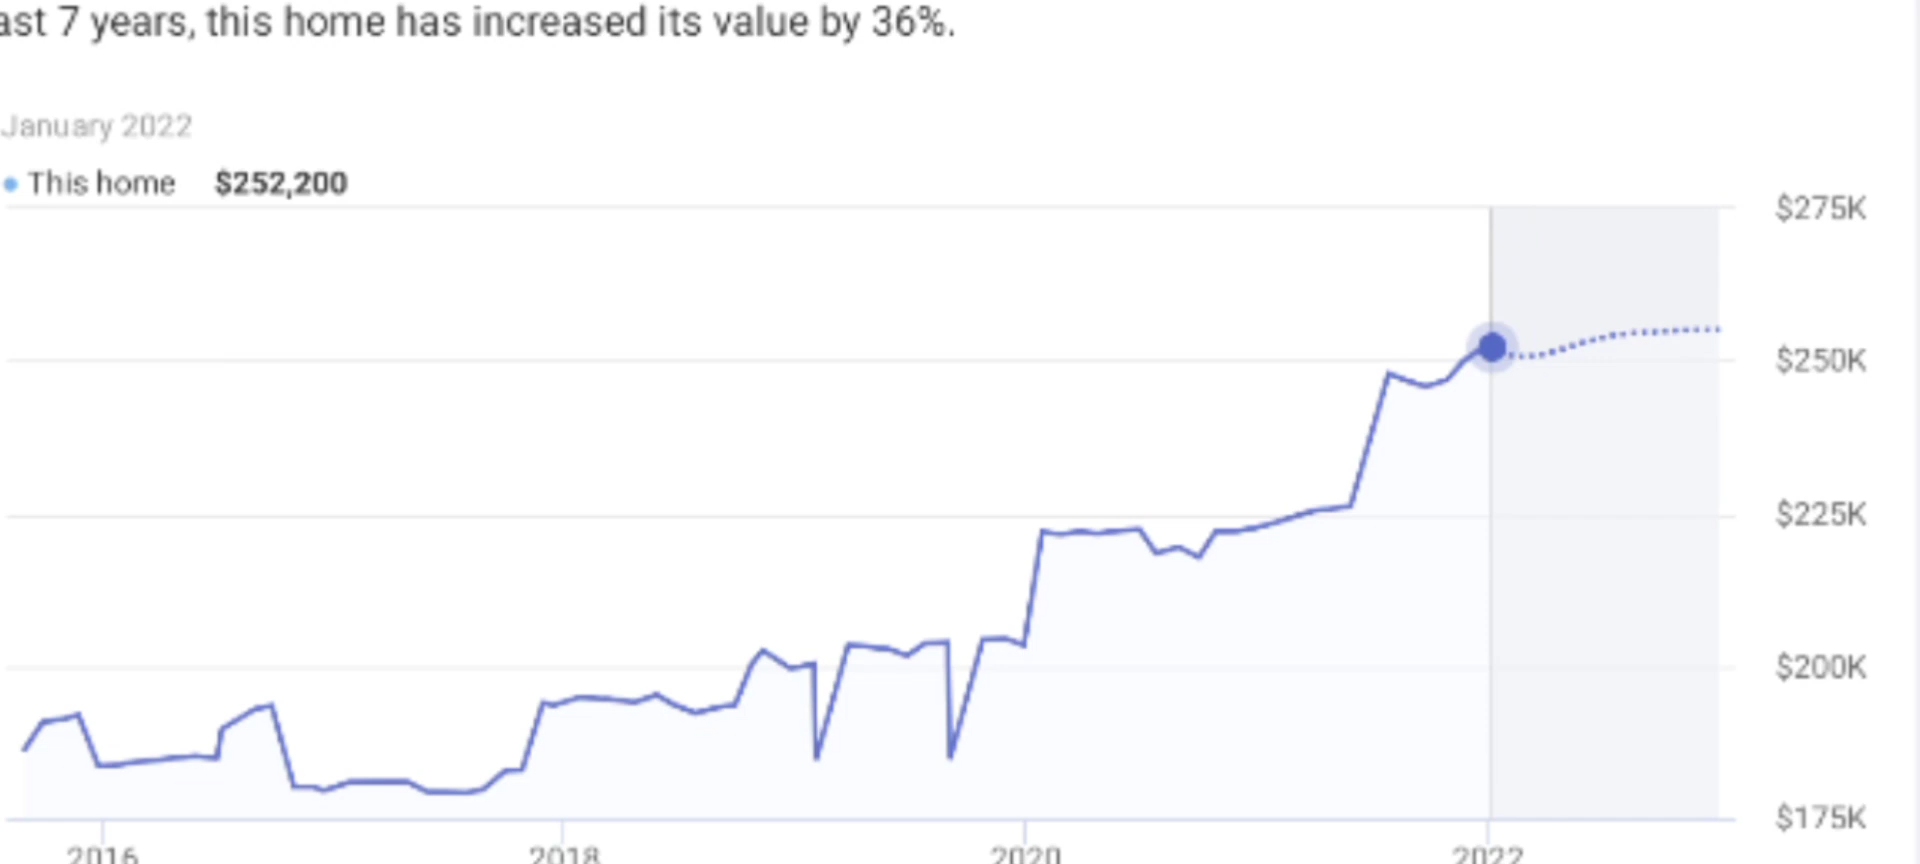 ast 7 years, this home has increased its value by 36%.
January 2022
This home $252,200
$275K
$250K
$225K
$200K
$175K
2016 2018 2020 2022